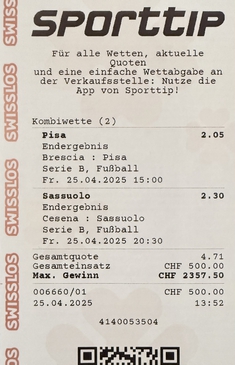 sporttip
Für alle Wetten, aktuelle
Quoten
und eine einfache Wettabgabe an
der Verkaufsstelle: Nutze die
App von Sporttip!
Kombiwette (2)
Pisa 2.05
Endergebnis
Brescia : Pisa
Serie B, Fußball
Fr. 25.04.2025 15:00
Sassuolo 2.30
Endergebnis
Cesena : Sassuolo
Serie B, Fußball
Fr. 25.04.2025 20:30
Gesamtquote 4.71
Gesamteinsatz CHF 500.00
Max. Gewinn CHF 2357.50
006660/01 CHF 500.00
25.04.2025 13:52
4140053504
SWISSLOS
SWISSLOS
SWISSLOS